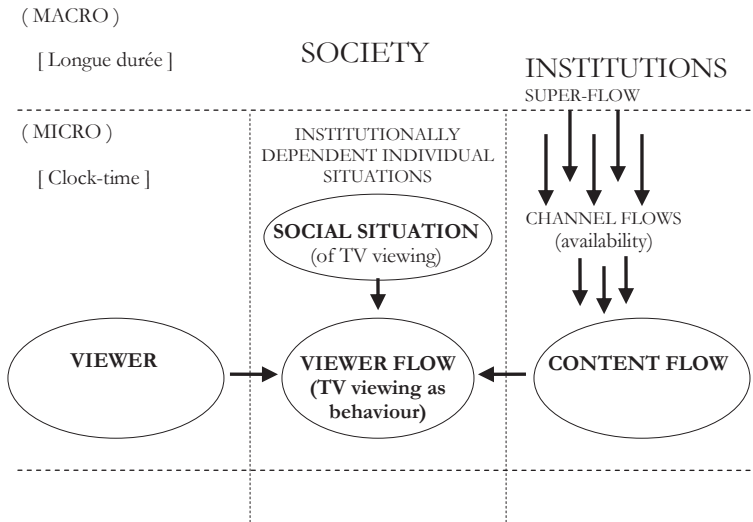 ( MACRO )
[ Longue durée ]
SOCIETY
INSTITUTIONS
SUPER-FLOW
( MICRO )
[ Clock-time ]
INSTITUTIONALLY
DEPENDENT INDIVIDUAL
SITUATIONS
SOCIAL SITUATION
(of TV viewing)
CHANNEL FLOWS
(availability)
VIEWER
VIEWER FLOW
(TV viewing as
behaviour)
CONTENT FLOW